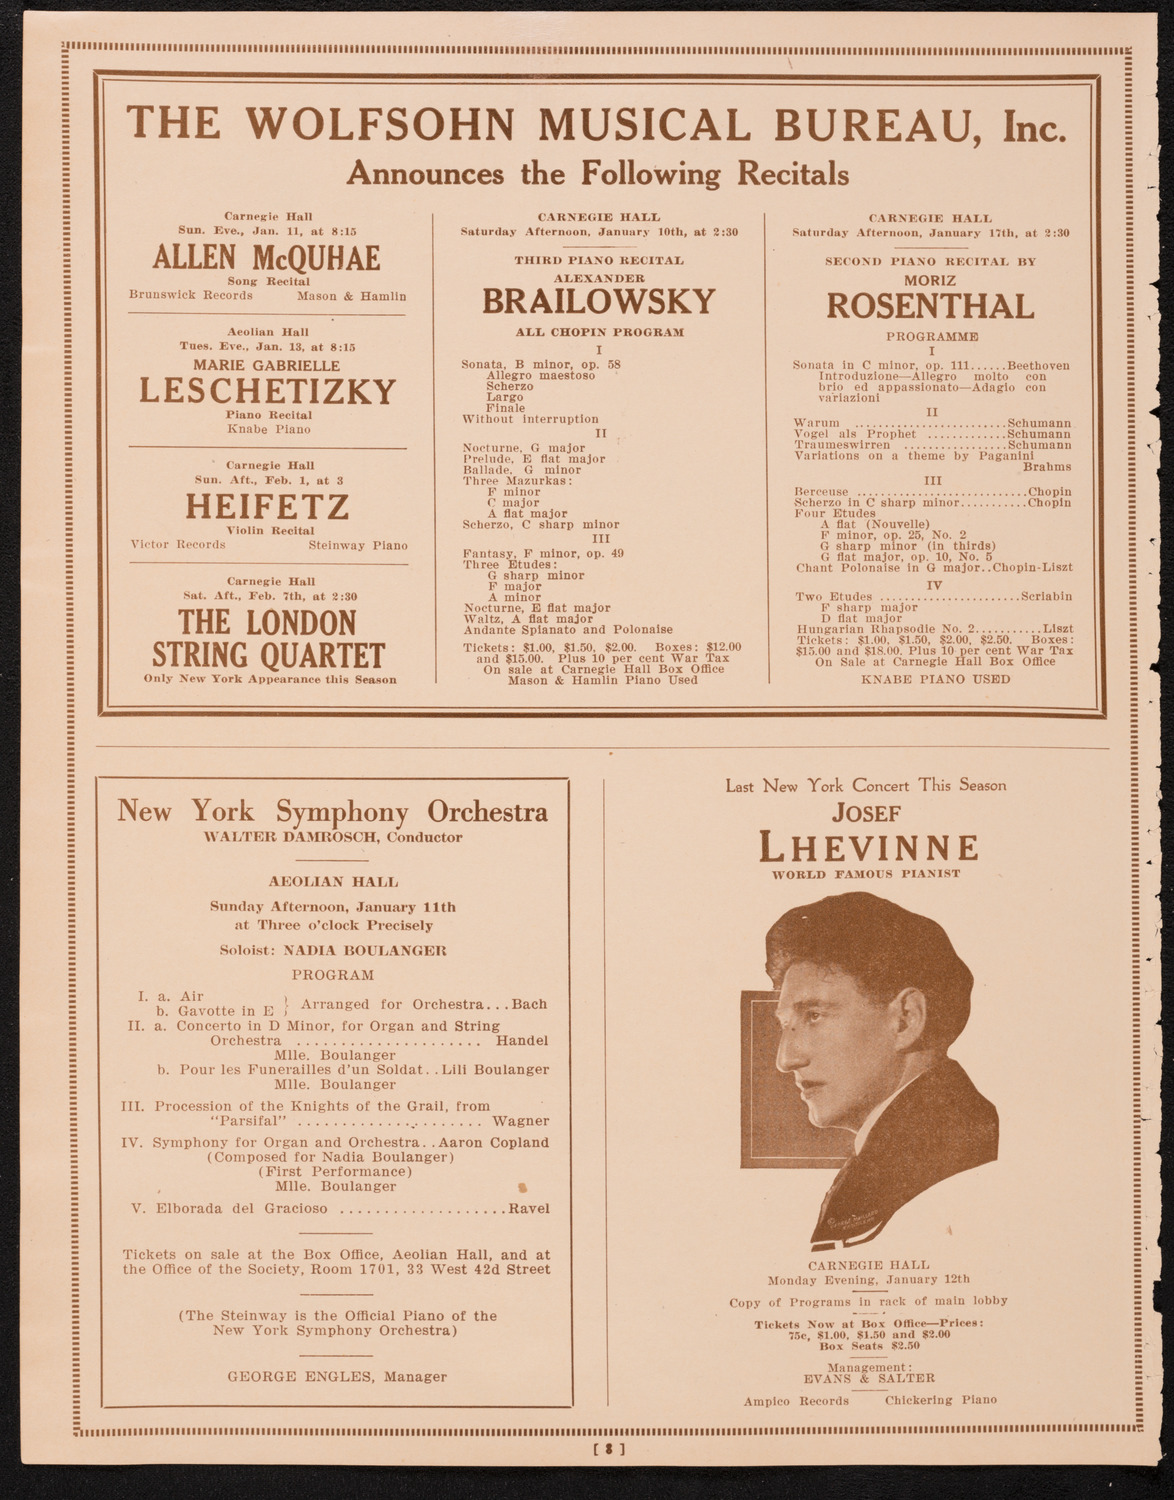 THE WOLFSOHN MUSICAL BUREAU, Inc.
Announces the Following Recitals
Carnegie Hall
Sun. Eve., Jan. 11, at 8:15
ALLEN McQUHAE
Song Recital
Brunswick Records Mason & Hamlin
Aeolian Hall
Tues. Eve., Jan. 13, at 8:15
MARIE GABRIELLE
LESCHETIZKY
Piano Recital
Knabe Piano
Carnegie Hall
Sun. Aft., Feb. 1, at 3
HEIFETZ
Violin Recital
Victor Records Steinway Piano
Carnegie Hall
Sat. Aft., Feb. 7th, at 2:30
THE LONDON
STRING QUARTET
Only New York Appearance this Season
CARNEGIE HALL
Saturday Afternoon, January 10th, at 2:30
THIRD PIANO RECITAL
ALEXANDER
BRAILOWSKY
ALL CHOPIN PROGRAM
I
Sonata, B minor, op. 58
Allegro maestoso
Scherzo
Largo
Finale
Without interruption
II
Nocturne, G major
Prelude, E flat major
Ballade, G minor
Three Mazurkas:
F minor
C major
A flat major
Scherzo, C sharp minor
III
Fantasy, F minor, op. 49
Three Etudes:
G sharp minor
F major
A minor
Nocturne, E flat major
Waltz, A flat major
Andante Spianato and Polonaise
Tickets: $1.00, $1.50, $2.00. Boxes: $12.00
and $15.00. Plus 10 per cent War Tax
On sale at Carnegie Hall Box Office
Mason & Hamlin Piano Used
CARNEGIE HALL
Saturday Afternoon, January 17th, at 2:30
SECOND PIANO RECITAL BY
MORIZ
ROSENTHAL
PROGRAMME
I
Sonata in C minor, op. 111......Beethoven
Introduzione—Allegro molto con
brio ed appassionato—Adagio con
variazioni
II
Warum ..........................Schumann
Vogel als Prophet .............Schumann
Traumeswirren .................Schumann
Variations on a theme by Paganini
Brahms
III
Berceuse ...........................Chopin
Scherzo in C sharp minor...........Chopin
Four Etudes
A flat (Nouvelle)
F minor, op. 25, No. 2
G sharp minor (in thirds)
G flat major, op. 10, No. 5
Chant Polonaise in G major..Chopin-Liszt
IV
Two Etudes ......................Scriabin
F sharp major
D flat major
Hungarian Rhapsodie No. 2..........Liszt
Tickets: $1.00, $1.50, $2.00, $2.50. Boxes:
$15.00 and $18.00. Plus 10 per cent War Tax
On Sale at Carnegie Hall Box Office
KNABE PIANO USED
New York Symphony Orchestra
WALTER DAMROSCH, Conductor
AEOLIAN HALL
Sunday Afternoon, January 11th
at Three o'clock Precisely
Soloist: NADIA BOULANGER
PROGRAM
I. a. Air
b. Gavotte in E } Arranged for Orchestra...Bach
II. a. Concerto in D Minor, for Organ and String
Orchestra ..................... Handel
Mlle. Boulanger
b. Pour les Funerailles d'un Soldat..Lili Boulanger
Mlle. Boulanger
III. Procession of the Knights of the Grail, from
"Parsifal" ..................... Wagner
IV. Symphony for Organ and Orchestra..Aaron Copland
(Composed for Nadia Boulanger)
(First Performance)
Mlle. Boulanger
V. Elborada del Gracioso ...................Ravel
Tickets on sale at the Box Office, Aeolian Hall, and at
the Office of the Society, Room 1701, 33 West 42d Street
(The Steinway is the Official Piano of the
New York Symphony Orchestra)
GEORGE ENGLES, Manager
Last New York Concert This Season
JOSEF
LHEVINNE
WORLD FAMOUS PIANIST
CARNEGIE HALL
Monday Evening, January 12th
Copy of Programs in rack of main lobby
Tickets Now at Box Office—Prices:
75c, $1.00, $1.50 and $2.00
Box Seats $2.50
Management:
EVANS & SALTER
Ampico Records Chickering Piano
[ 8 ]